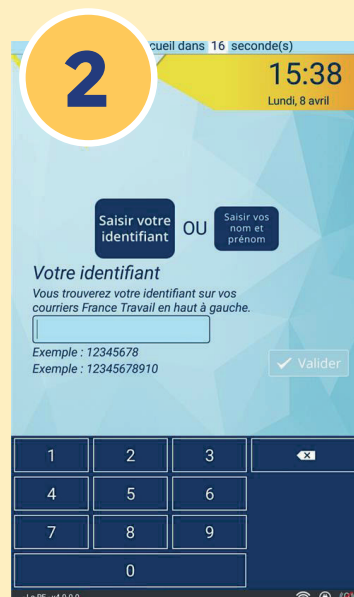 2
cueil dans 16 seconde(s)
15:38
Lundi, 8 avril
Saisir votre
identifiant
OU
Saisir vos
nom et
prénom
Votre identifiant
Vous trouverez votre identifiant sur vos
courriers France Travail en haut à gauche.
Exemple : 12345678
Exemple : 12345678910
Valider
1 2 3
4 5 6
7 8 9
0